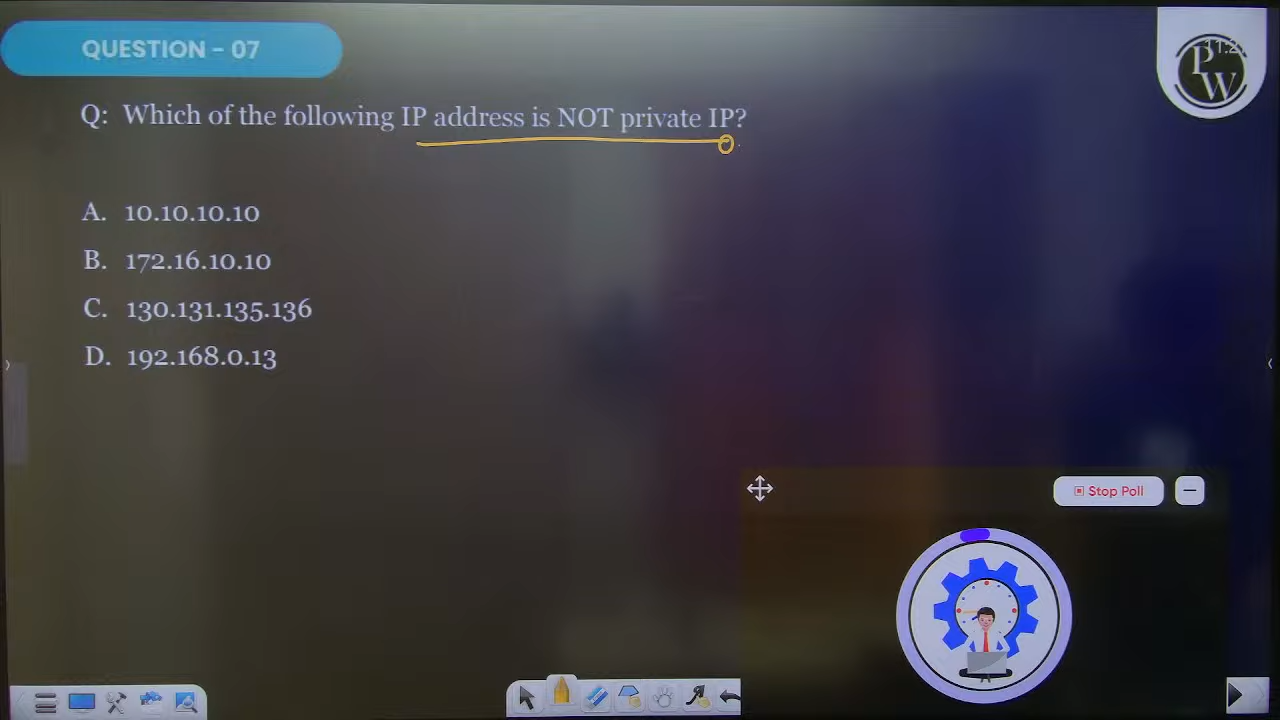 QUESTION - 07
PW
Q: Which of the following IP address is NOT private IP?
A. 10.10.10.10
B. 172.16.10.10
C. 130.131.135.136
D. 192.168.0.13
Stop Poll